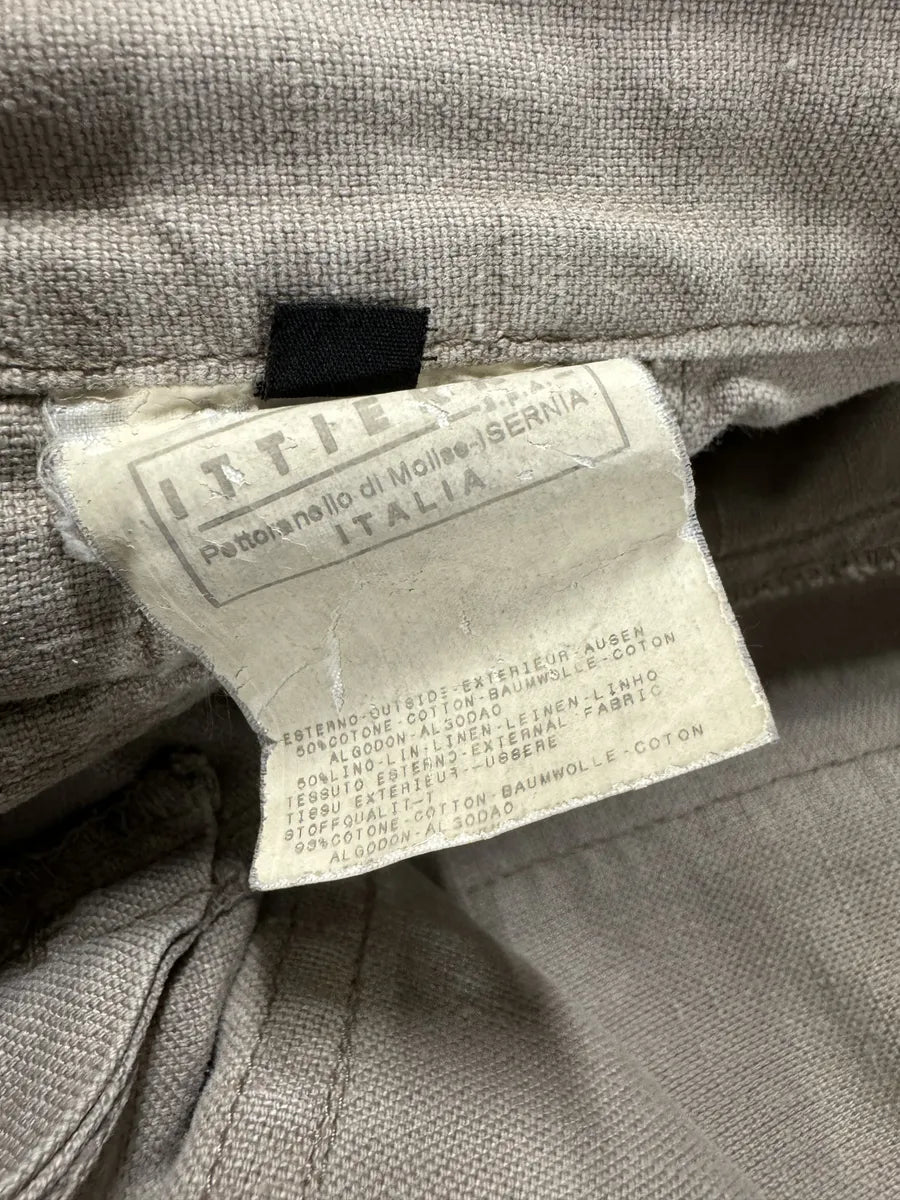 ITTIE
S.P.A.
Pettoranello di Molise-ISERNIA
ITALIA
ESTERNO-OUTSIDE-EXTERIEUR-AUSEN
50%COTONE-COTTON-BAUMWOLLE-COTON
ALGODON-ALGODAO
50%LINO-LIN-LINEN-LEINEN-LINHO
TESSUTO ESTERNO-EXTERNAL-FABRIC
TISSU EXTERIEUR--USSERE
STOFFQUALIT-T
COTONE-COTTON-BAUMWOLLE-COTON
ALGODON-ALGODAO